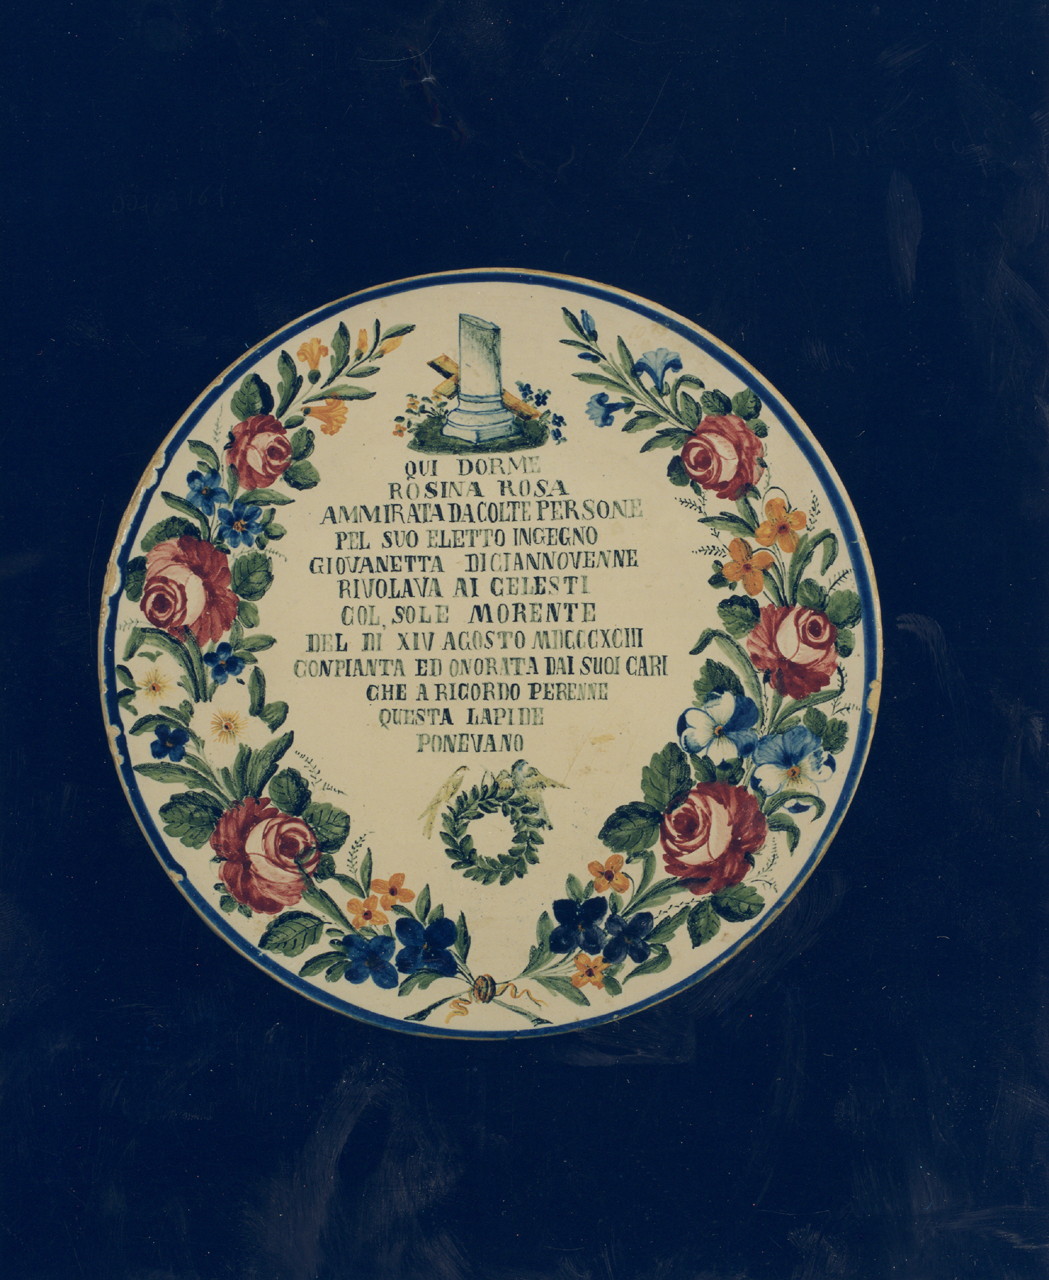 QUI DORME
ROSINA ROSA
AMMIRATA DA COLTE PERSONE
PEL SUO ELETTO INGEGNO
GIOVANETTA DICIANNOVENNE
RIVOLAVA AI CELESTI
COL SOLE MORENTE
DEL DI XIV AGOSTO MDCCCXCIII
CONPIANTA ED ONORATA DAI SUOI CARI
CHE A RICORDO PERENNE
QUESTA LAPIDE
PONEVANO